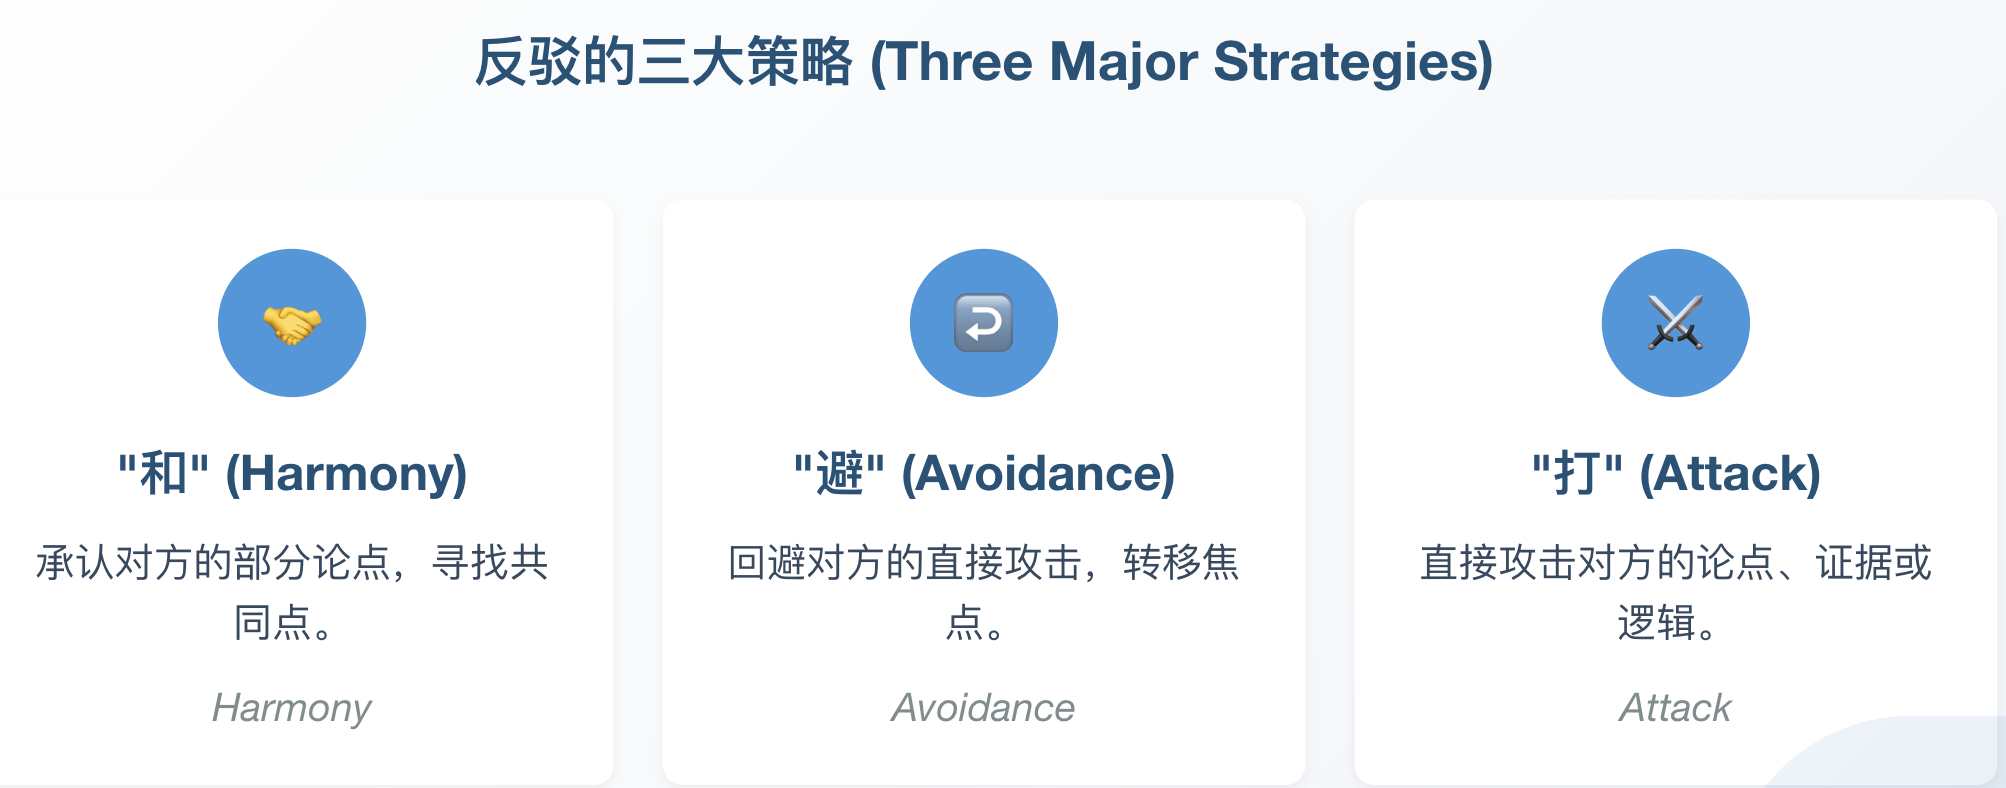 反驳的三大策略 (Three Major Strategies)
"和" (Harmony)
承认对方的部分论点，寻找共
同点。
Harmony
"避" (Avoidance)
回避对方的直接攻击，转移焦
点。
Avoidance
"打" (Attack)
直接攻击对方的论点、证据或
逻辑。
Attack